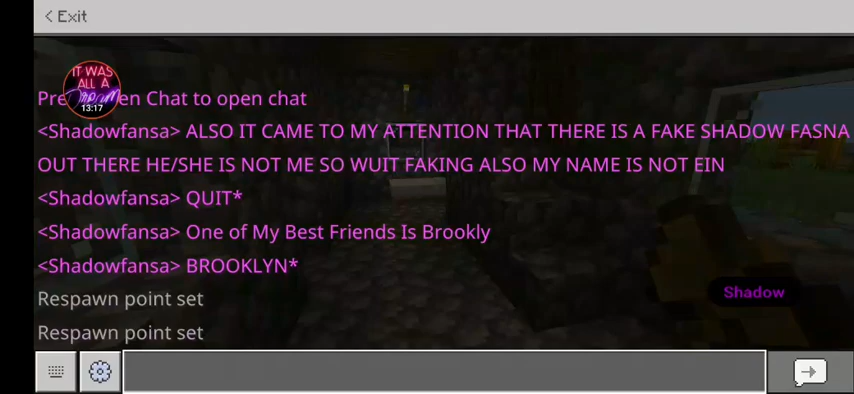 < Exit
IT WAS
ALL A
13:17
Pre en Chat to open chat
<Shadowfansa> ALSO IT CAME TO MY ATTENTION THAT THERE IS A FAKE SHADOW FASNA
OUT THERE HE/SHE IS NOT ME SO WUIT FAKING ALSO MY NAME IS NOT EIN
<Shadowfansa> QUIT*
<Shadowfansa> One of My Best Friends Is Brookly
<Shadowfansa> BROOKLYN*
Shadow
Respawn point set
Respawn point set